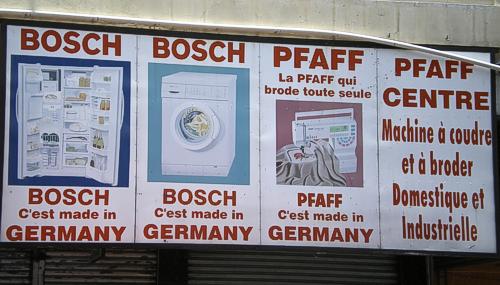 BOSCH
BOSCH
C'est made in
GERMANY
BOSCH
BOSCH
C'est made in
GERMANY
PFAFF
La PFAFF qui
brode toute seule
PFAFF
C'est made in
GERMANY
PFAFF
CENTRE
Machine à coudre
et à broder
Domestique et
Industrielle